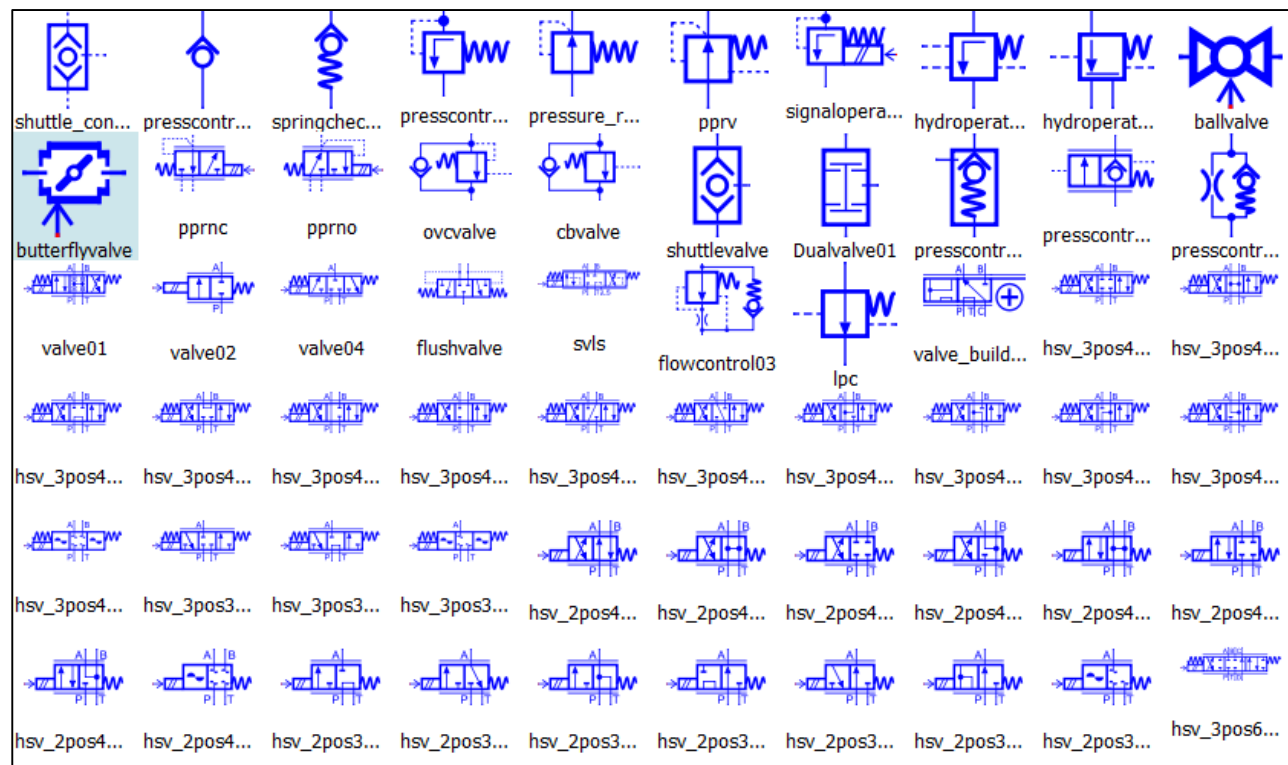 shuttle_con... presscontr... springchec... presscontr... pressure_r... pprv signalopera... hydroperat... hydroperat... ballvalve
butterflyvalve pprnc pprno ovcvalve cbvalve shuttlevalve Dualvalve01 presscontr... presscontr... presscontr...
valve01 valve02 valve04 flushvalve svls flowcontrol03 lpc valve_build... hsv_3pos4... hsv_3pos4...
hsv_3pos4... hsv_3pos4... hsv_3pos4... hsv_3pos4... hsv_3pos4... hsv_3pos4... hsv_3pos4... hsv_3pos4... hsv_3pos4... hsv_3pos4...
hsv_3pos4... hsv_3pos3... hsv_3pos3... hsv_3pos3... hsv_2pos4... hsv_2pos4... hsv_2pos4... hsv_2pos4... hsv_2pos4... hsv_2pos4...
hsv_2pos4... hsv_2pos4... hsv_2pos3... hsv_2pos3... hsv_2pos3... hsv_2pos3... hsv_2pos3... hsv_2pos3... hsv_2pos3... hsv_3pos6...